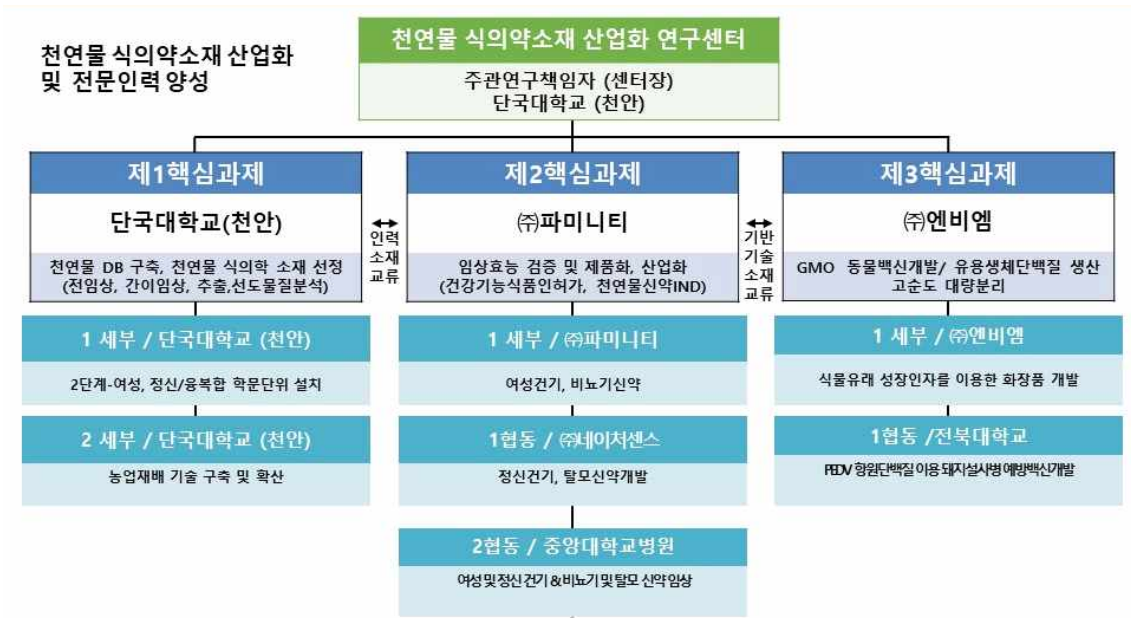 천연물 식의약소재 산업화
및 전문인력 양성
천연물 식의약소재 산업화 연구센터
주관연구책임자 (센터장)
단국대학교 (천안)
제1핵심과제
단국대학교(천안)
천연물 DB 구축, 천연물 식의학 소재 선정
(전임상, 간이임상, 추출,선도물질분석)
↔
인력
소재
교류
제2핵심과제
㈜파미니티
임상효능 검증 및 제품화, 산업화
(건강기능식품인허가, 천연물신약IND)
↔
기반
기술
소재
교류
제3핵심과제
㈜엔비엠
GMO 동물백신개발/ 유용생체단백질 생산
고순도 대량분리
1 세부 / 단국대학교 (천안)
2단계-여성, 정신/융복합 학문단위 설치
2 세부 / 단국대학교 (천안)
농업재배 기술 구축 및 확산
1 세부 / ㈜파미니티
여성건기, 비뇨기신약
1협동 / ㈜네이처센스
정신건기, 탈모신약개발
2협동 / 중앙대학교병원
여성 및 정신 건기 & 비뇨기 및 탈모 신약 임상
1 세부 / ㈜엔비엠
식물유래 성장인자를 이용한 화장품 개발
1협동 /전북대학교
PEDV 항원단백질 이용 돼지설사병 예방백신개발